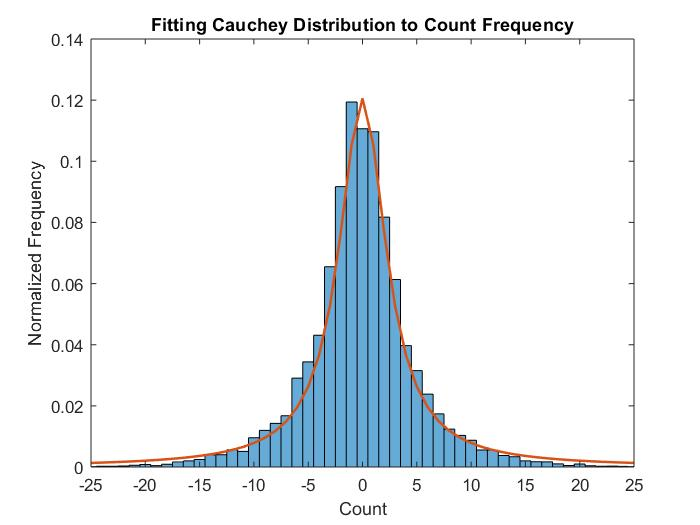 Fitting Cauchey Distribution to Count Frequency
0.14
0.12
0.1
0.08
0.06
0.04
0.02
0
Normalized Frequency
-25 -20 -15 -10 -5 0 5 10 15 20 25
Count